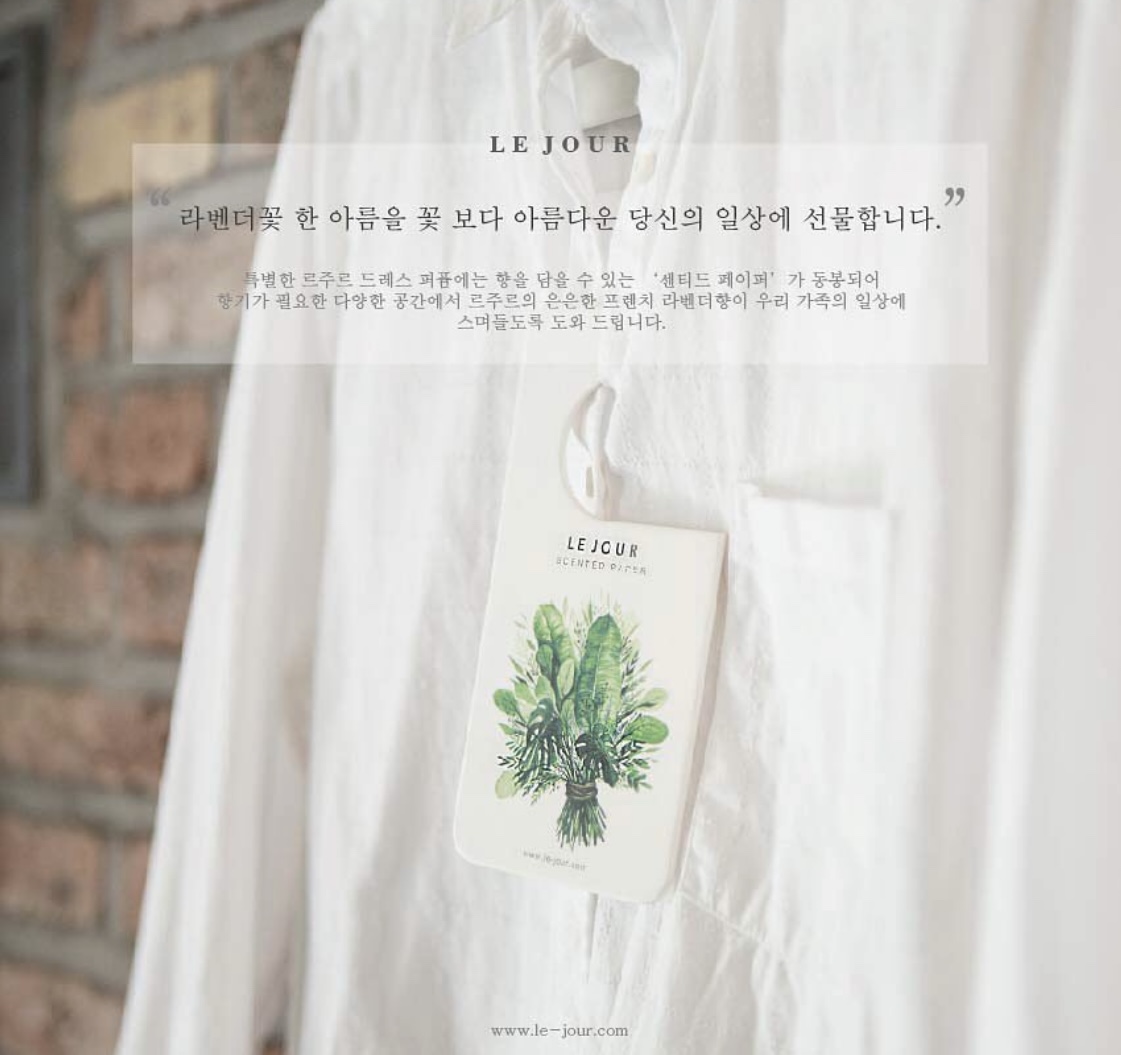 LE JOUR
“ 라벤더꽃 한 아름을 꽃 보다 아름다운 당신의 일상에 선물합니다. ”
특별한 르주르 드레스 퍼퓸에는 향을 담을 수 있는 ‘센티드 페이퍼’가 동봉되어
향기가 필요한 다양한 공간에서 르주르의 은은한 프렌치 라벤더향이 우리 가족의 일상에
스며들도록 도와 드립니다.
LE JOUR
SCENTED PAPER
www.le-jour.com
www.le-jour.com